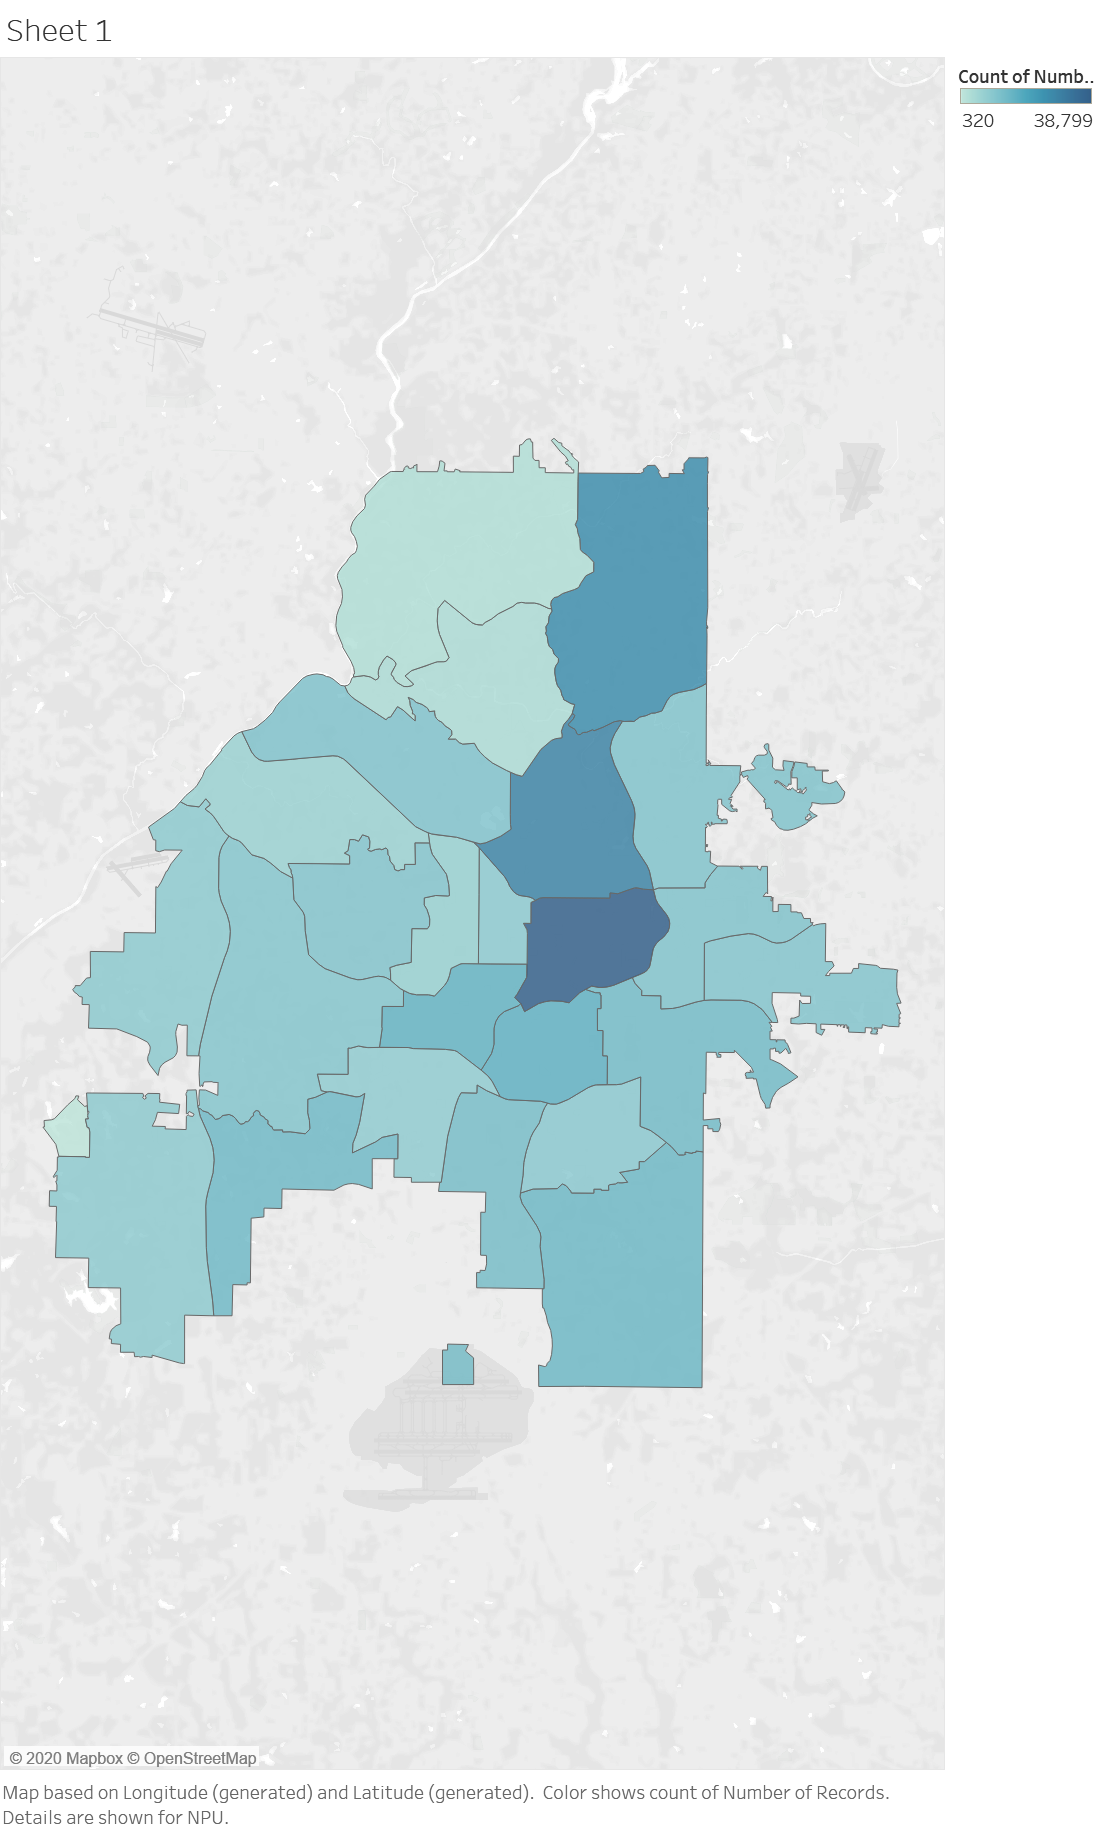 Sheet 1
Count of Numb..
320 38,799
© 2020 Mapbox © OpenStreetMap
Map based on Longitude (generated) and Latitude (generated).  Color shows count of Number of Records.
Details are shown for NPU.